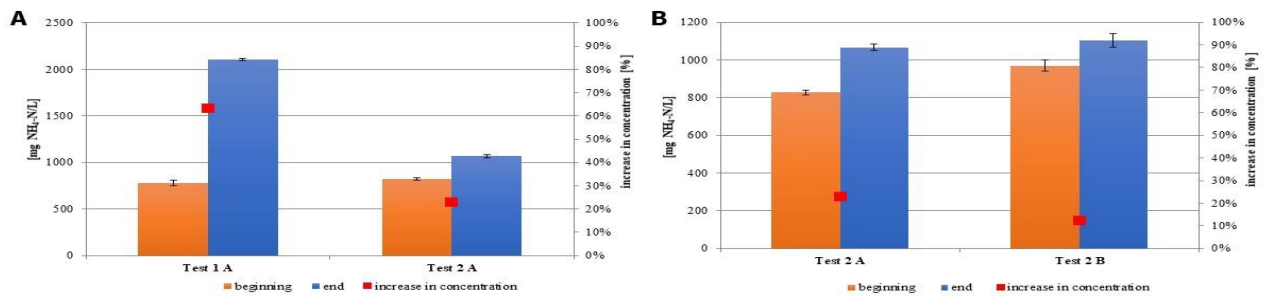 A
2500
2000
1500
1000
500
0
[mg NH₄-N/L]
100%
90%
80%
70%
60%
50%
40%
30%
20%
10%
0%
increase in concentration [%]
Test 1 A
Test 2 A
beginning
end
increase in concentration
B
1200
1000
800
600
400
200
0
[mg NH₄-N/L]
100%
90%
80%
70%
60%
50%
40%
30%
20%
10%
0%
increase in concentration [%]
Test 2 A
Test 2 B
beginning
end
increase in concentration